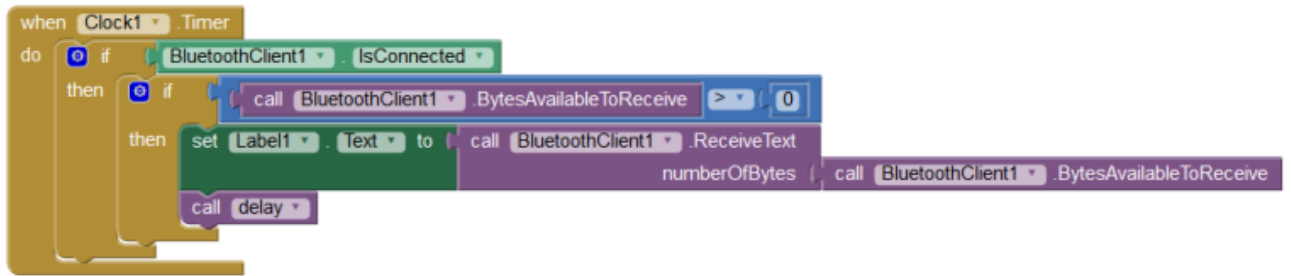 when Clock1 .Timer
do if BluetoothClient1 . IsConnected
then if call BluetoothClient1 .BytesAvailableToReceive > 0
then set Label1 . Text to call BluetoothClient1 .ReceiveText
numberOfBytes call BluetoothClient1 .BytesAvailableToReceive
call delay